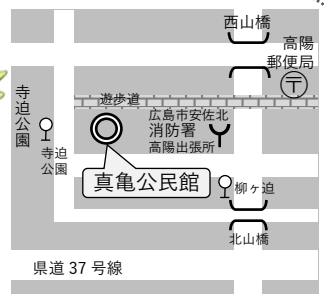 西山橋
高陽
郵便局
遊歩道
寺迫公園
広島市安佐北
消防署
高陽出張所
寺迫
公園
真亀公民館
柳ヶ迫
北山橋
県道 37 号線